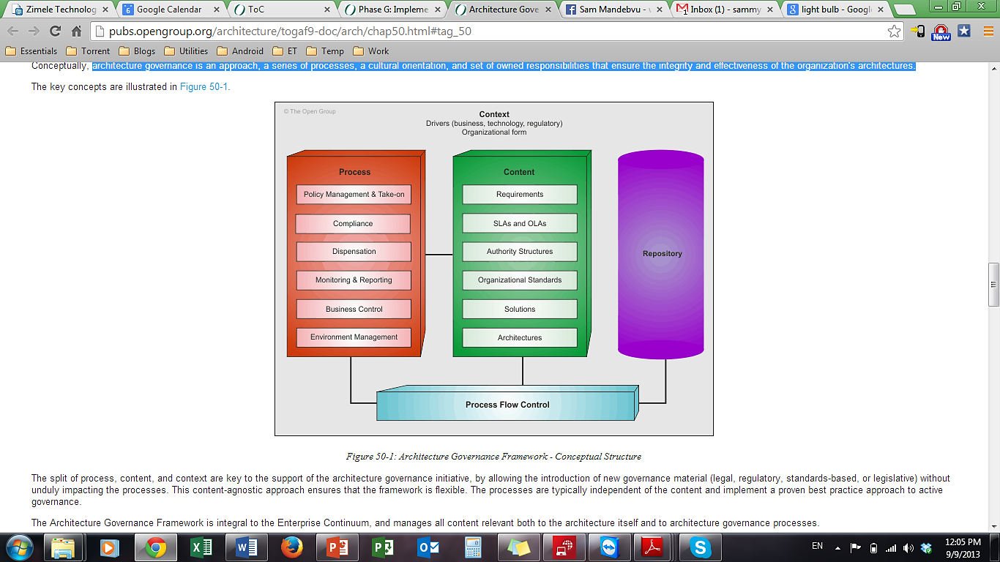 Zimele Technolog
Google Calendar
ToC
Phase G: Impleme
Architecture Gove
Sam Mandebvu -
Inbox (1) - sammy
light bulb - Googl
pubs.opengroup.org/architecture/togaf9-doc/arch/chap50.html#tag_50
New
Essentials
Torrent
Blogs
Utilities
Android
ET
Temp
Work
Conceptually, architecture governance is an approach, a series of processes, a cultural orientation, and set of owned responsibilities that ensure the integrity and effectiveness of the organization's architectures.
The key concepts are illustrated in Figure 50-1.
© The Open Group
Context
Drivers (business, technology, regulatory)
Organizational form
Process
Policy Management & Take-on
Compliance
Dispensation
Monitoring & Reporting
Business Control
Environment Management
Content
Requirements
SLAs and OLAs
Authority Structures
Organizational Standards
Solutions
Architectures
Repository
Process Flow Control
Figure 50-1: Architecture Governance Framework - Conceptual Structure
The split of process, content, and context are key to the support of the architecture governance initiative, by allowing the introduction of new governance material (legal, regulatory, standards-based, or legislative) without
unduly impacting the processes. This content-agnostic approach ensures that the framework is flexible. The processes are typically independent of the content and implement a proven best practice approach to active
governance.
The Architecture Governance Framework is integral to the Enterprise Continuum, and manages all content relevant both to the architecture itself and to architecture governance processes.
EN
12:05 PM
9/9/2013